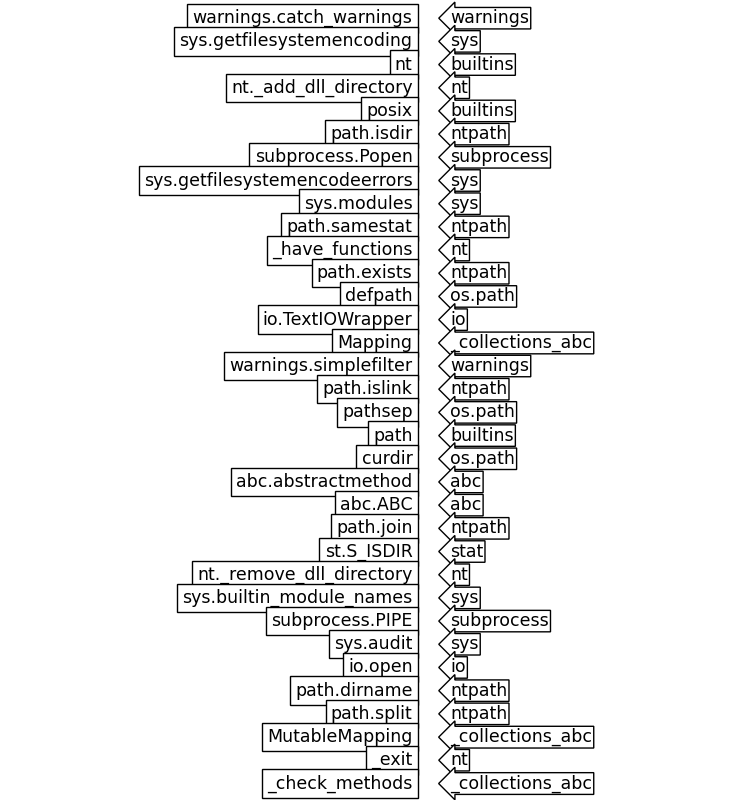 warnings.catch_warnings warnings
sys.getfilesystemencoding sys
nt builtins
nt._add_dll_directory nt
posix builtins
path.isdir ntpath
subprocess.Popen subprocess
sys.getfilesystemencodeerrors sys
sys.modules sys
path.samestat ntpath
_have_functions nt
path.exists ntpath
defpath os.path
io.TextIOWrapper io
Mapping _collections_abc
warnings.simplefilter warnings
path.islink ntpath
pathsep os.path
path builtins
curdir os.path
abc.abstractmethod abc
abc.ABC abc
path.join ntpath
st.S_ISDIR stat
nt._remove_dll_directory nt
sys.builtin_module_names sys
subprocess.PIPE subprocess
sys.audit sys
io.open io
path.dirname ntpath
path.split ntpath
MutableMapping _collections_abc
_exit nt
_check_methods _collections_abc